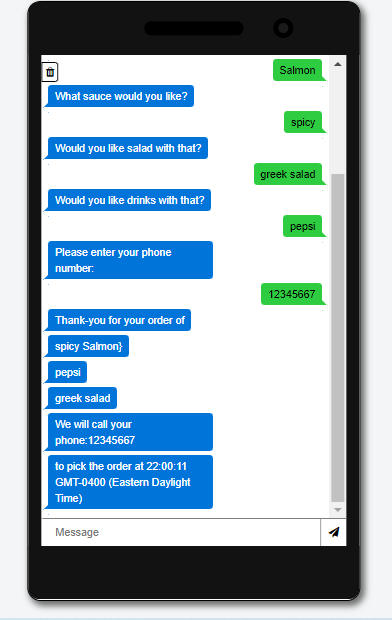 Salmon
What sauce would you like?
spicy
Would you like salad with that?
greek salad
Would you like drinks with that?
pepsi
Please enter your phone
number:
12345667
Thank-you for your order of
spicy Salmon}
pepsi
greek salad
We will call your
phone:12345667
to pick the order at 22:00:11
GMT-0400 (Eastern Daylight
Time)
Message